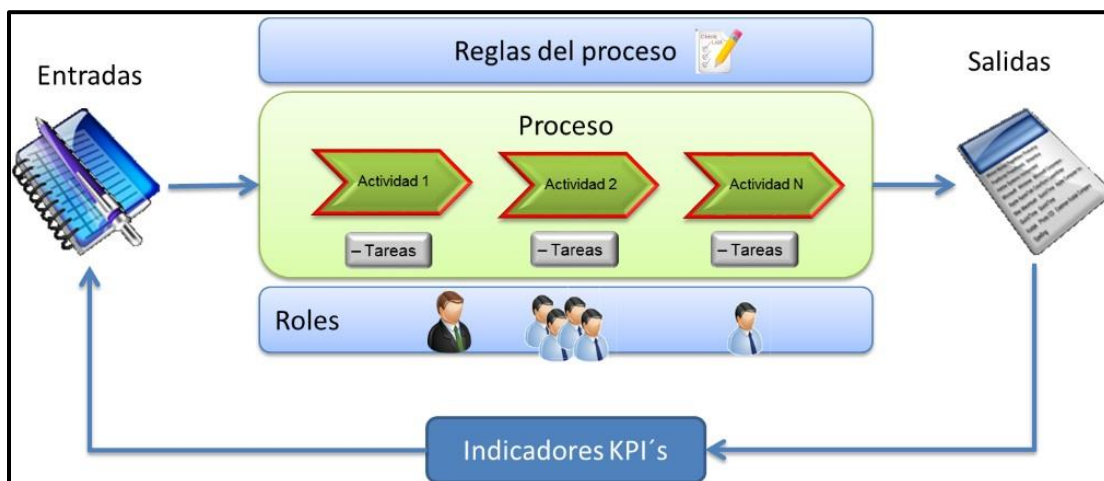 Reglas del proceso
Entradas
Salidas
Proceso
Actividad 1
Actividad 2
Actividad N
– Tareas
– Tareas
– Tareas
Roles
Indicadores KPI´s